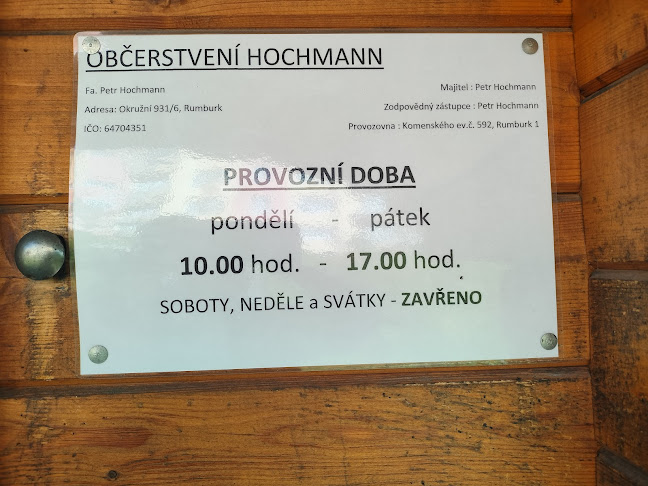 OBČERSTVENÍ HOCHMANN
Fa. Petr Hochmann
Majitel : Petr Hochmann
Adresa: Okružní 931/6, Rumburk
Zodpovědný zástupce : Petr Hochmann
IČO: 64704351
Provozovna : Komenského ev.č. 592, Rumburk 1
PROVOZNÍ DOBA
pondělí - pátek
10.00 hod. - 17.00 hod.
SOBOTY, NEDĚLE a SVÁTKY - ZAVŘENO